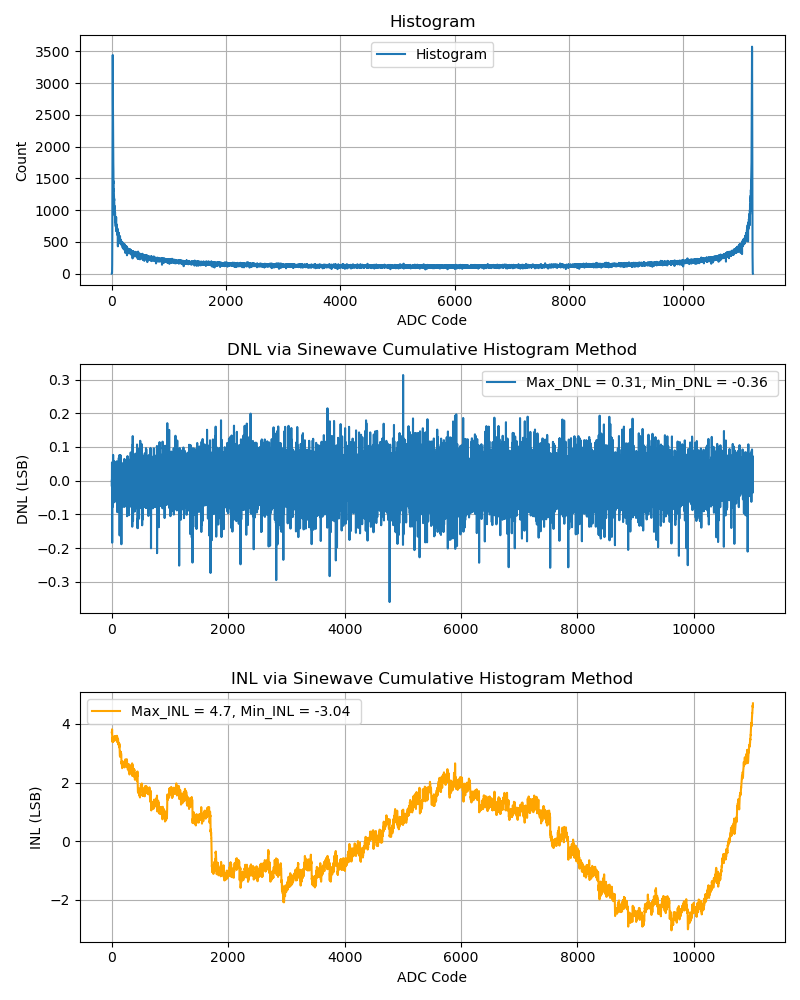 Histogram
Histogram
3500
3000
2500
2000
1500
1000
500
0
Count
0 2000 4000 6000 8000 10000
ADC Code
DNL via Sinewave Cumulative Histogram Method
Max_DNL = 0.31, Min_DNL = -0.36
0.3
0.2
0.1
0.0
−0.1
−0.2
−0.3
DNL (LSB)
0 2000 4000 6000 8000 10000
INL via Sinewave Cumulative Histogram Method
Max_INL = 4.7, Min_INL = -3.04
4
2
0
−2
INL (LSB)
0 2000 4000 6000 8000 10000
ADC Code